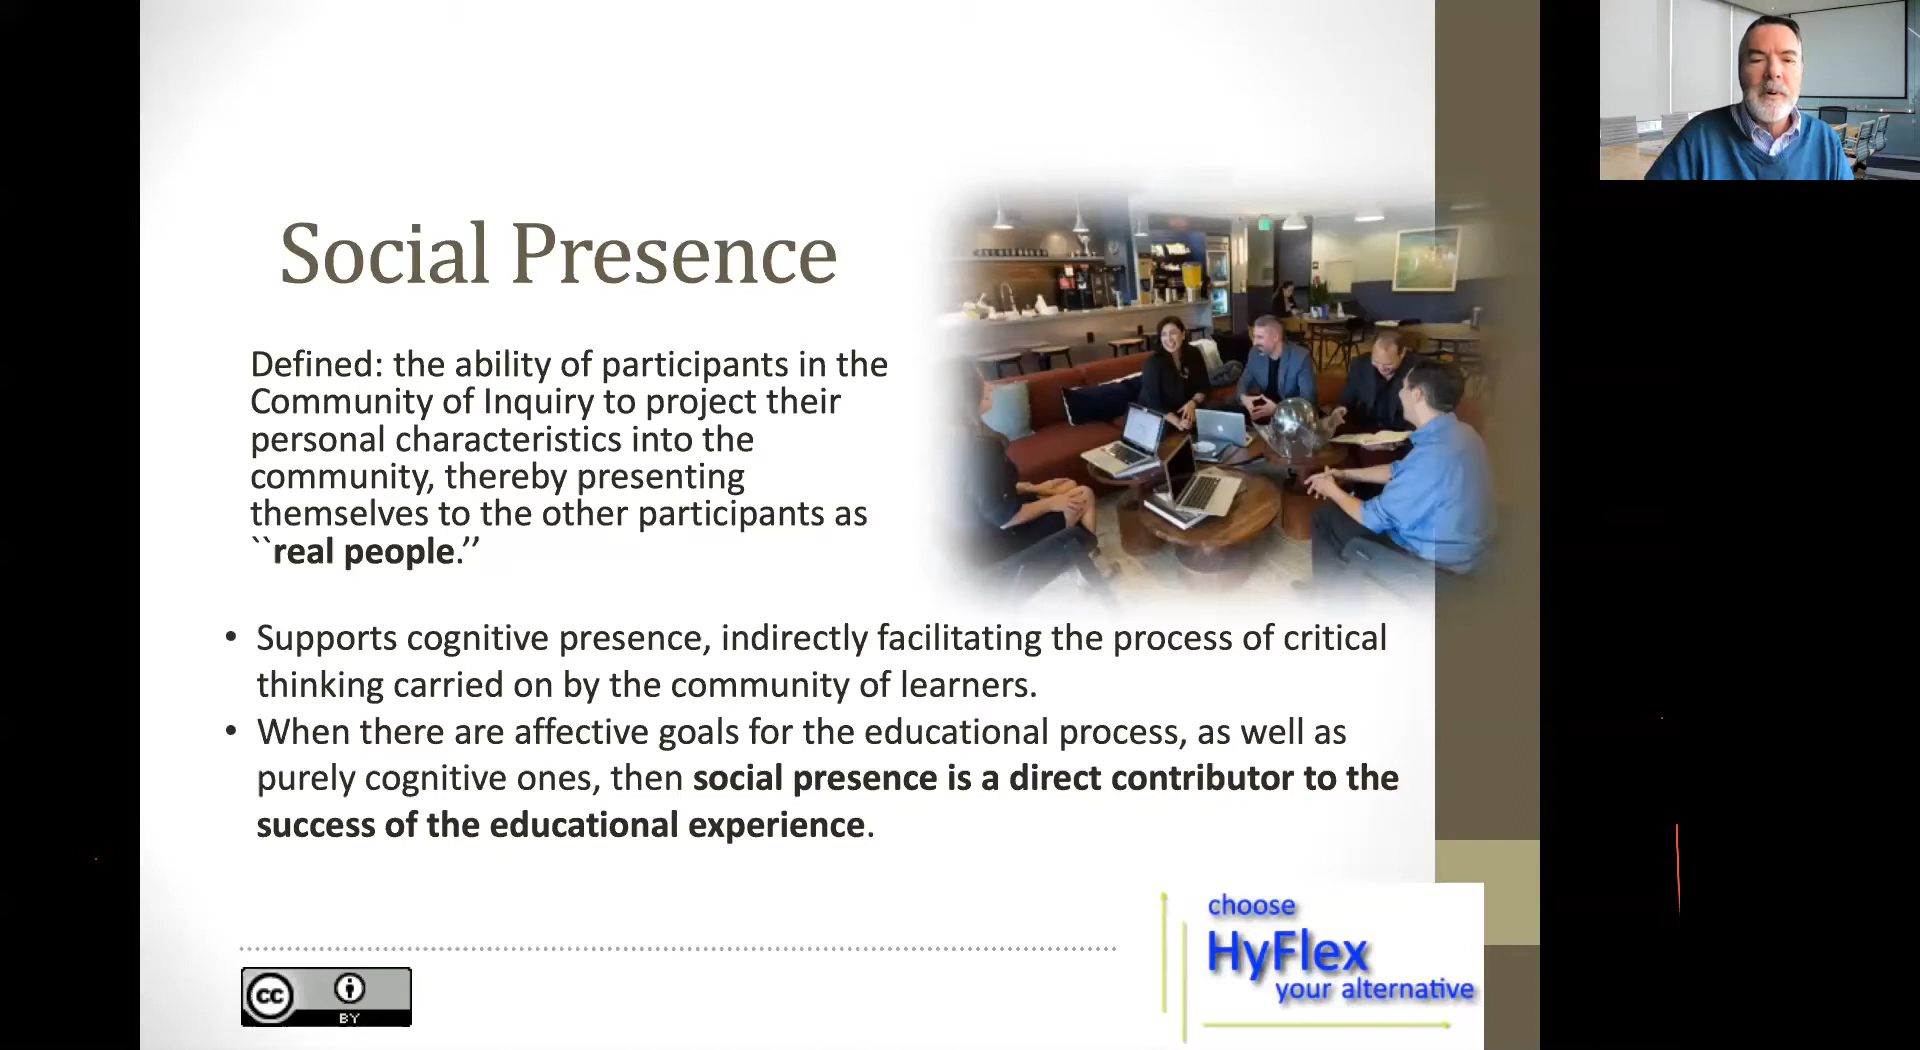 Social Presence
Defined: the ability of participants in the
Community of Inquiry to project their
personal characteristics into the
community, thereby presenting
themselves to the other participants as
``real people.’’
• Supports cognitive presence, indirectly facilitating the process of critical
thinking carried on by the community of learners.
• When there are affective goals for the educational process, as well as
purely cognitive ones, then social presence is a direct contributor to the
success of the educational experience.
choose
HyFlex
your alternative
cc
BY